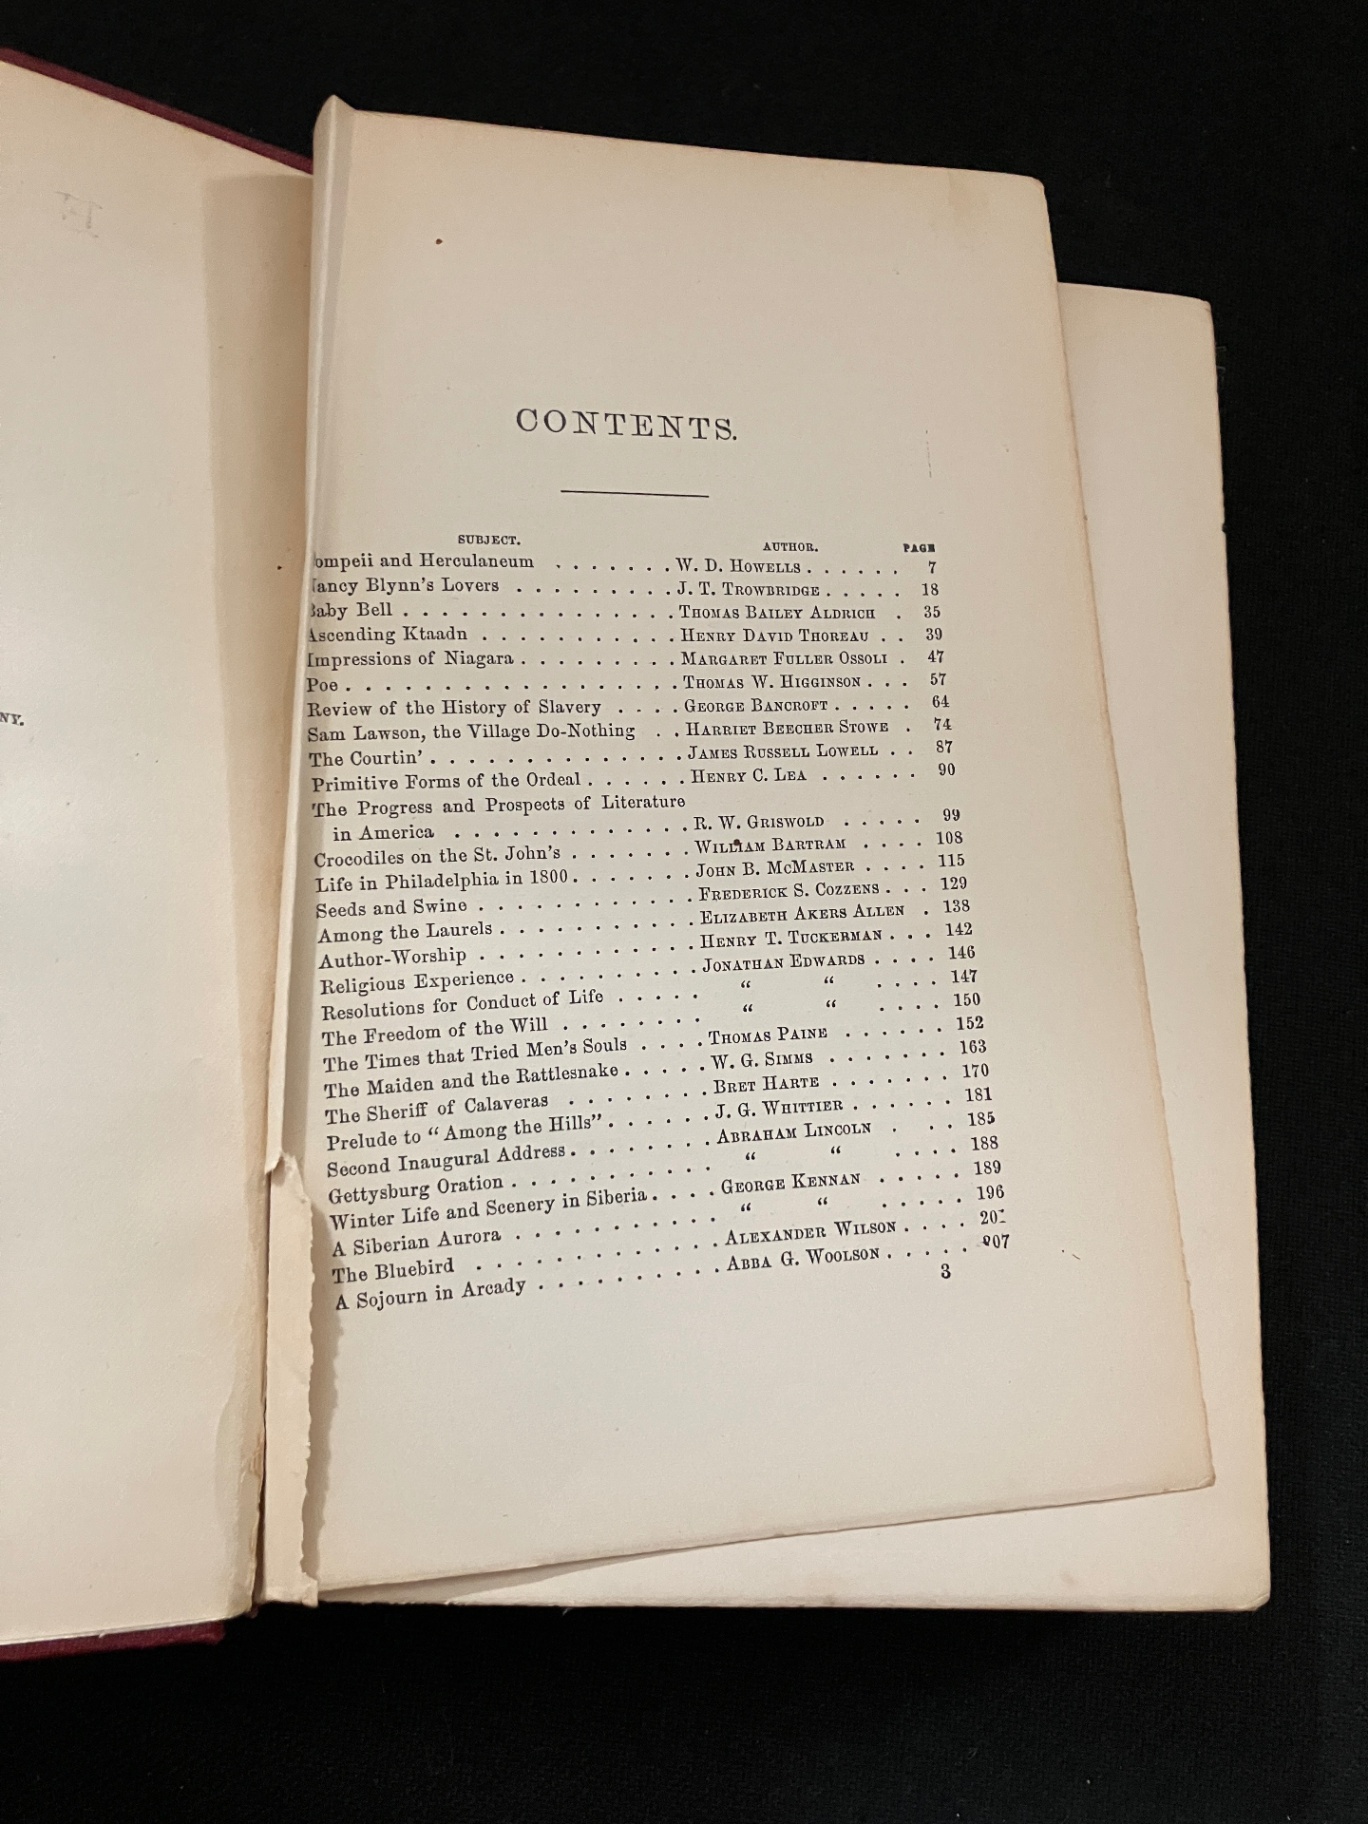 NY.
CONTENTS.
SUBJECT. AUTHOR. PAGE
ompeii and Herculaneum . . . . . . . W. D. HOWELLS . . . . . . 7
ancy Blynn's Lovers . . . . . . . . . J. T. TROWBRIDGE . . . . . 18
Baby Bell . . . . . . . . . . . . . . THOMAS BAILEY ALDRICH . 35
Ascending Ktaadn . . . . . . . . . . . HENRY DAVID THOREAU . . 39
Impressions of Niagara . . . . . . . . . MARGARET FULLER OSSOLI . 47
Poe . . . . . . . . . . . . . . . . . THOMAS W. HIGGINSON . . . 57
Review of the History of Slavery . . . . GEORGE BANCROFT . . . . . 64
Sam Lawson, the Village Do-Nothing . . HARRIET BEECHER STOWE . 74
The Courtin' . . . . . . . . . . . . . JAMES RUSSELL LOWELL . . 87
Primitive Forms of the Ordeal . . . . . . HENRY C. LEA . . . . . . 90
The Progress and Prospects of Literature
in America . . . . . . . . . . . . . R. W. GRISWOLD . . . . . 99
Crocodiles on the St. John's . . . . . . . WILLIAM BARTRAM . . . . 108
Life in Philadelphia in 1800 . . . . . . . JOHN B. MCMASTER . . . . 115
Seeds and Swine . . . . . . . . . . . . FREDERICK S. COZZENS . . . 129
Among the Laurels . . . . . . . . . . . ELIZABETH AKERS ALLEN . 138
Author-Worship . . . . . . . . . . . . HENRY T. TUCKERMAN . . . 142
Religious Experience . . . . . . . . . . JONATHAN EDWARDS . . . . 146
Resolutions for Conduct of Life . . . . . “ “ . . . . 147
The Freedom of the Will . . . . . . . . “ “ . . . . 150
The Times that Tried Men's Souls . . . . THOMAS PAINE . . . . . . 152
The Maiden and the Rattlesnake . . . . . W. G. SIMMS . . . . . . . 163
The Sheriff of Calaveras . . . . . . . . BRET HARTE . . . . . . . 170
Prelude to “Among the Hills” . . . . . . J. G. WHITTIER . . . . . . 181
Second Inaugural Address . . . . . . . . ABRAHAM LINCOLN . . . 185
Gettysburg Oration . . . . . . . . . . . “ “ . . . . 188
Winter Life and Scenery in Siberia . . . . GEORGE KENNAN . . . . . 189
A Siberian Aurora . . . . . . . . . “ “ . . . . . 196
The Bluebird . . . . . . . . . . . ALEXANDER WILSON . . . .
A Sojourn in Arcady . . . . . . . . . . ABBA G. WOOLSON . . . . . 207
3